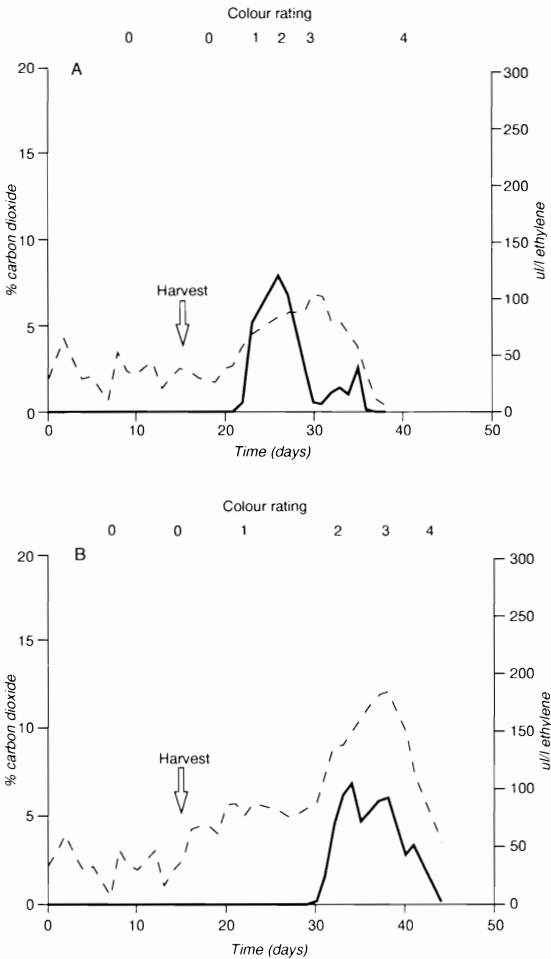 Colour rating
0 0 1 2 3 4
A
20
15
10
5
0
% carbon dioxide
300
250
200
150
100
50
0
ul/l ethylene
Harvest
0 10 20 30 40 50
Time (days)
Colour rating
0 0 1 2 3 4
B
20
15
10
5
0
% carbon dioxide
300
250
200
150
100
50
0
ul/l ethylene
Harvest
0 10 20 30 40 50
Time (days)